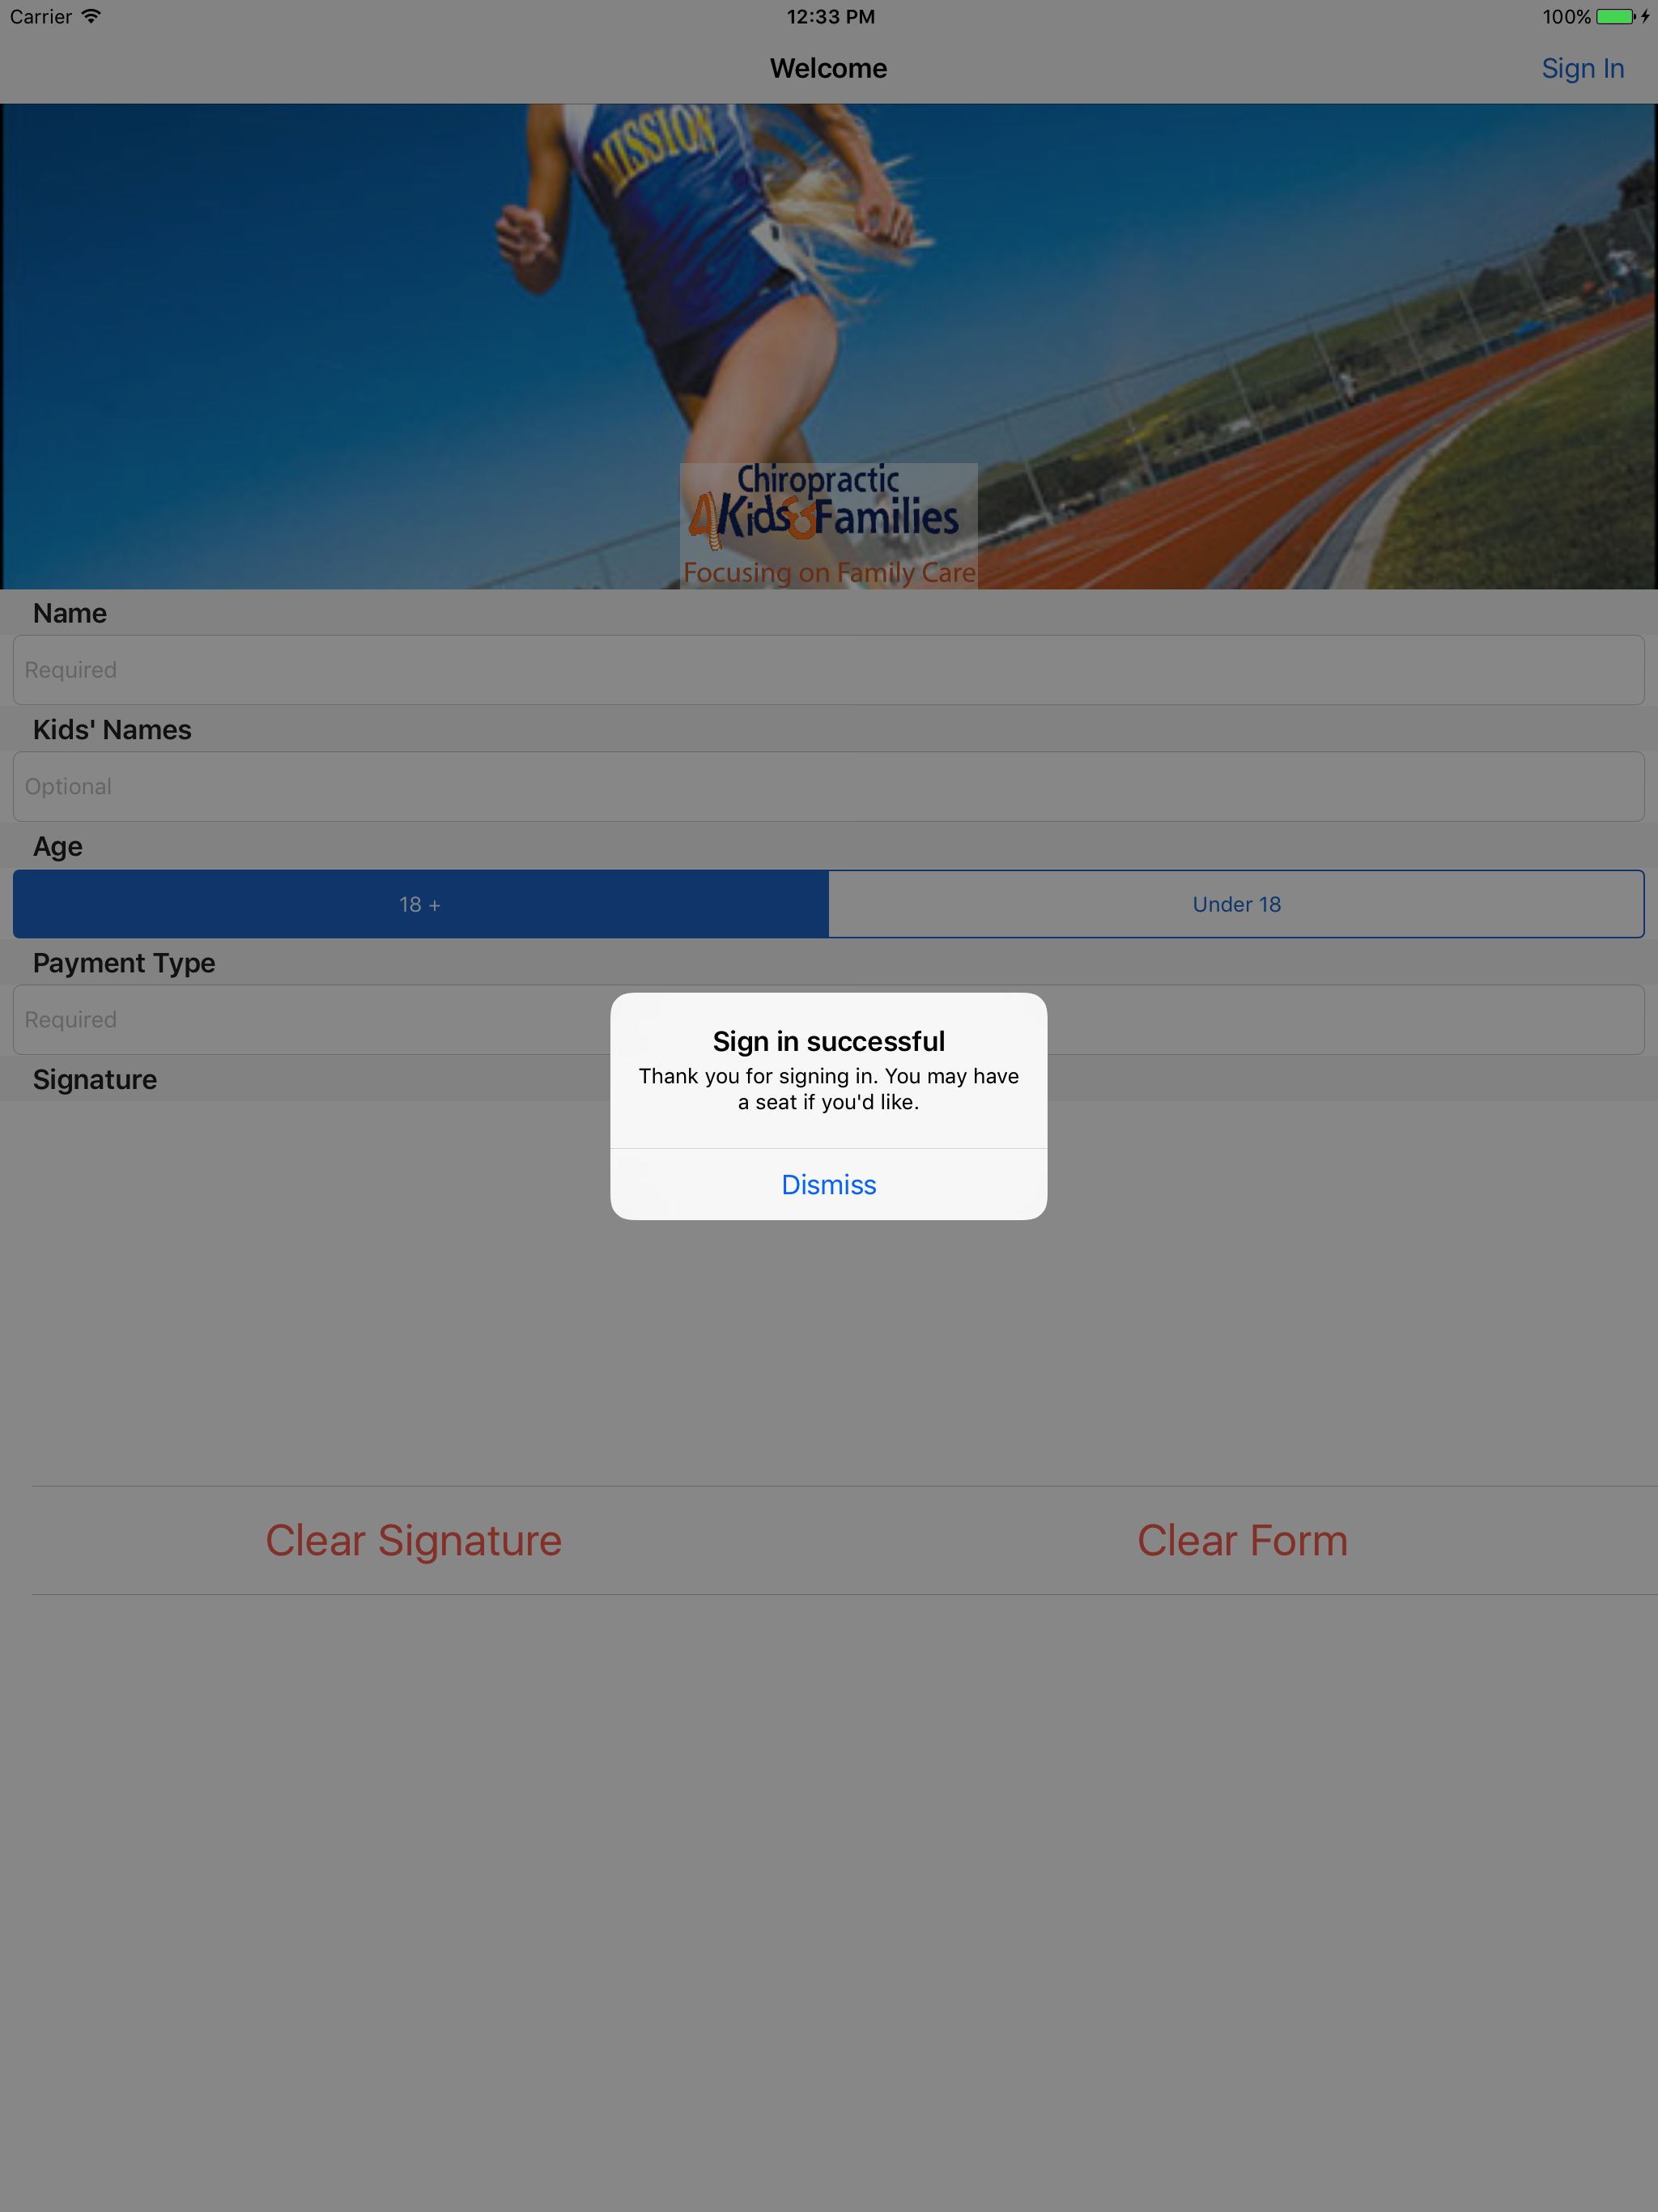 Carrier 12:33 PM 100%
Welcome Sign In
MISSION
Chiropractic
4Kids&Families
Focusing on Family Care
Name
Required
Kids' Names
Optional
Age
18 + Under 18
Payment Type
Required
Signature
Sign in successful
Thank you for signing in. You may have
a seat if you'd like.
Dismiss
Clear Signature Clear Form